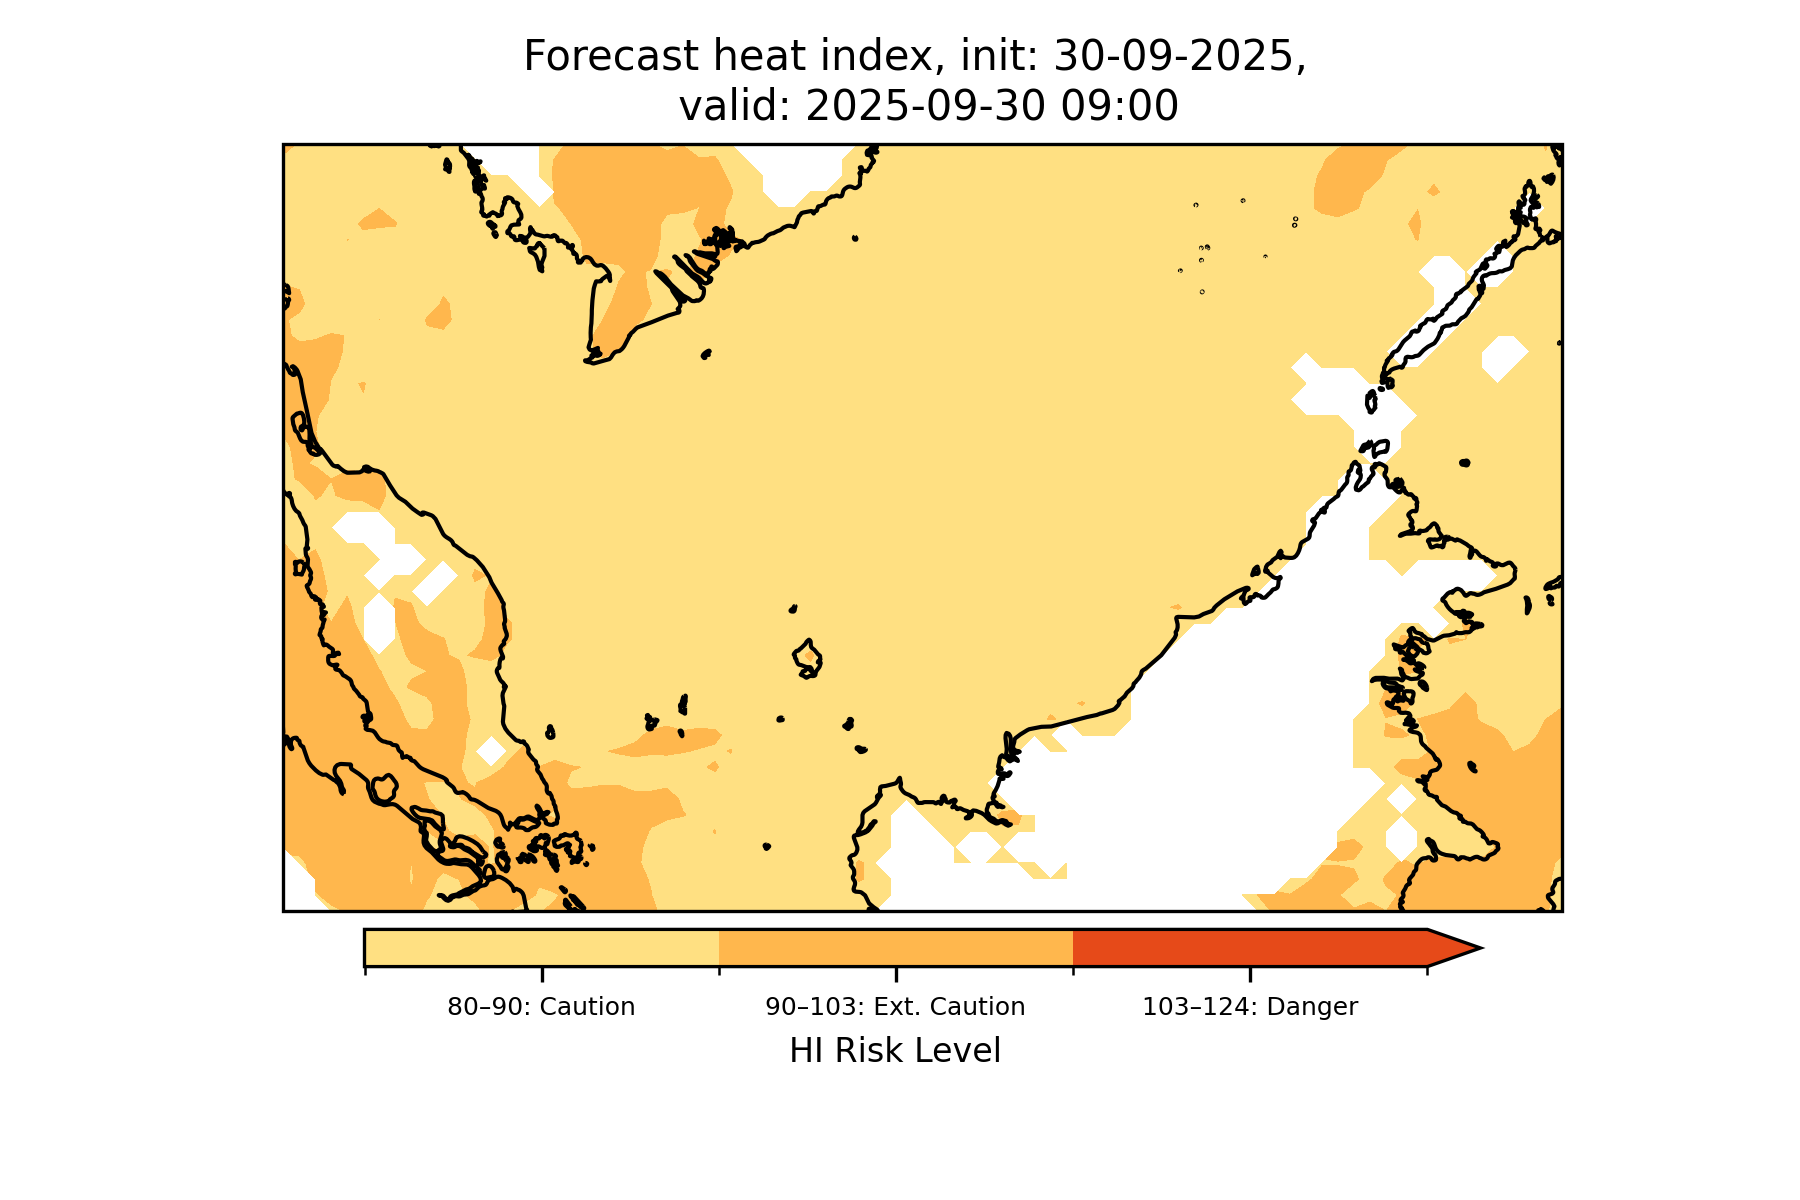 Forecast heat index, init: 30-09-2025,
valid: 2025-09-30 09:00
80–90: Caution
90–103: Ext. Caution
103–124: Danger
HI Risk Level